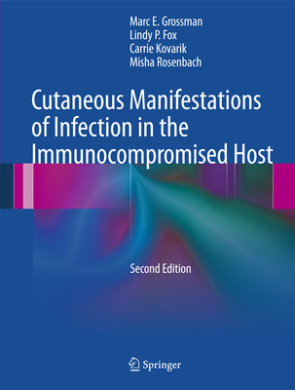 Marc E. Grossman
Lindy P. Fox
Carrie Kovarik
Misha Rosenbach
Cutaneous Manifestations
of Infection in the
Immunocompromised Host
Second Edition
Springer